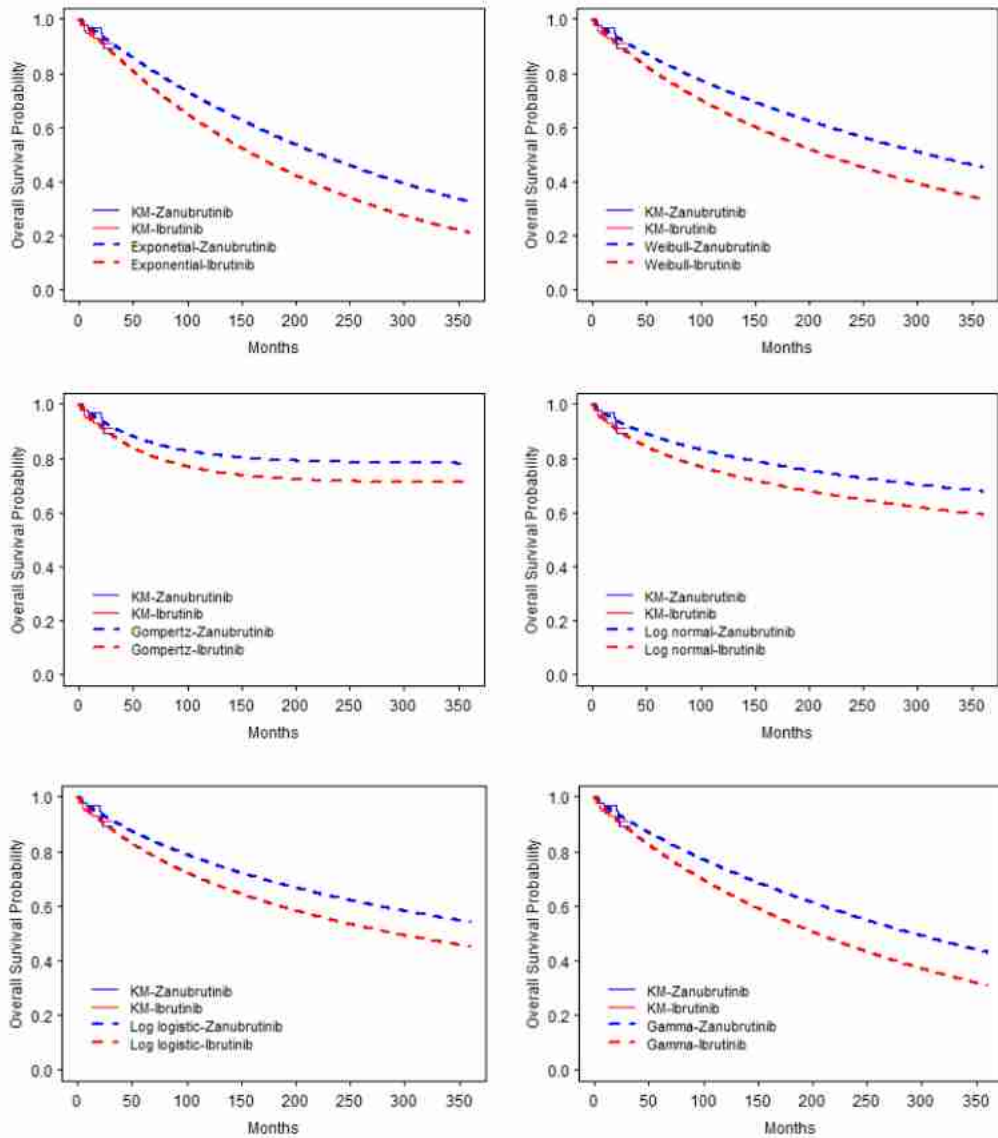 Overall Survival Probability
1.0
0.8
0.6
0.4
0.2
0.0
KM-Zanubrutinib
KM-Ibrutinib
Exponetial-Zanubrutinib
Exponential-Ibrutinib
0 50 100 150 200 250 300 350
Months
Overall Survival Probability
1.0
0.8
0.6
0.4
0.2
0.0
KM-Zanubrutinib
KM-Ibrutinib
Weibull-Zanubrutinib
Weibull-Ibrutinib
0 50 100 150 200 250 300 350
Months
Overall Survival Probability
1.0
0.8
0.6
0.4
0.2
0.0
KM-Zanubrutinib
KM-Ibrutinib
Gompertz-Zanubrutinib
Gompertz-Ibrutinib
0 50 100 150 200 250 300 350
Months
Overall Survival Probability
1.0
0.8
0.6
0.4
0.2
0.0
KM-Zanubrutinib
KM-Ibrutinib
Log normal-Zanubrutinib
Log normal-Ibrutinib
0 50 100 150 200 250 300 350
Months
Overall Survival Probability
1.0
0.8
0.6
0.4
0.2
0.0
KM-Zanubrutinib
KM-Ibrutinib
Log logistic-Zanubrutinib
Log logistic-Ibrutinib
0 50 100 150 200 250 300 350
Months
Overall Survival Probability
1.0
0.8
0.6
0.4
0.2
0.0
KM-Zanubrutinib
KM-Ibrutinib
Gamma-Zanubrutinib
Gamma-Ibrutinib
0 50 100 150 200 250 300 350
Months